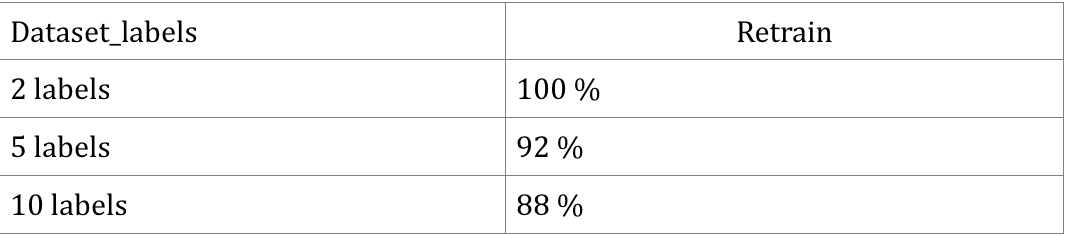 Dataset_labels Retrain
2 labels 100 %
5 labels 92 %
10 labels 88 %